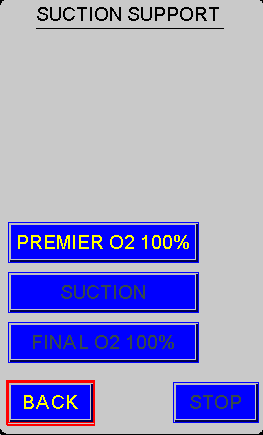 SUCTION SUPPORT
PREMIER O2 100%
SUCTION
FINAL O2 100%
BACK
STOP